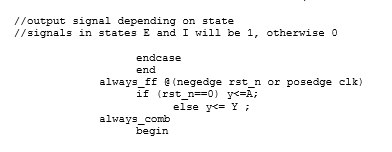 //output signal depending on state
//signals in states E and I will be 1, otherwise 0
endcase
end
always_ff @(negedge rst_n or posedge clk)
if (rst_n==0) y<=A;
else y<= Y ;
always_comb
begin